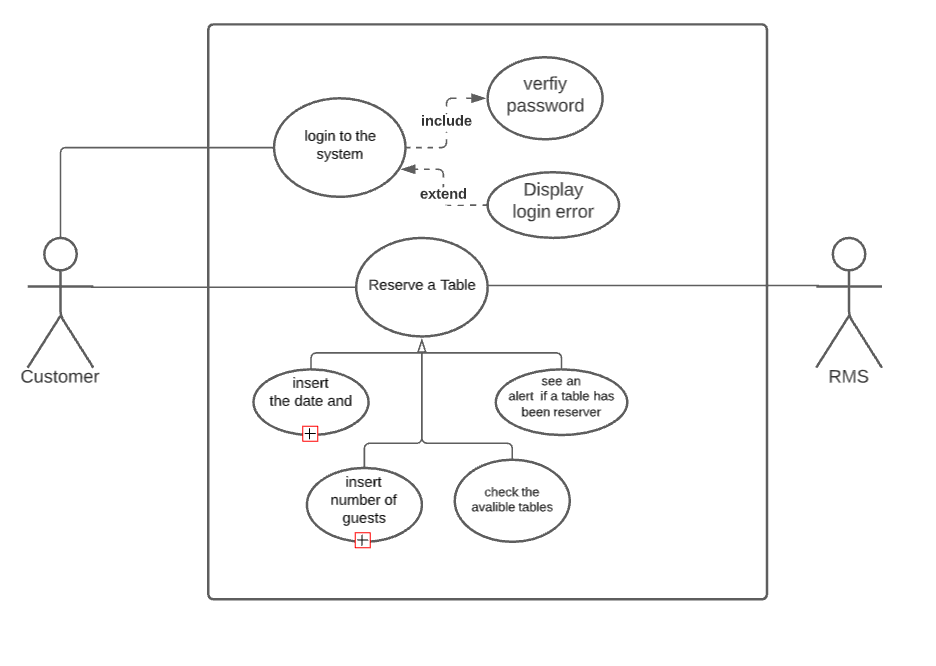 verfiy
password
login to the
system
include
extend
Display
login error
Reserve a Table
Customer
RMS
insert
the date and
see an
alert if a table has
been reserver
insert
number of
guests
check the
avalible tables